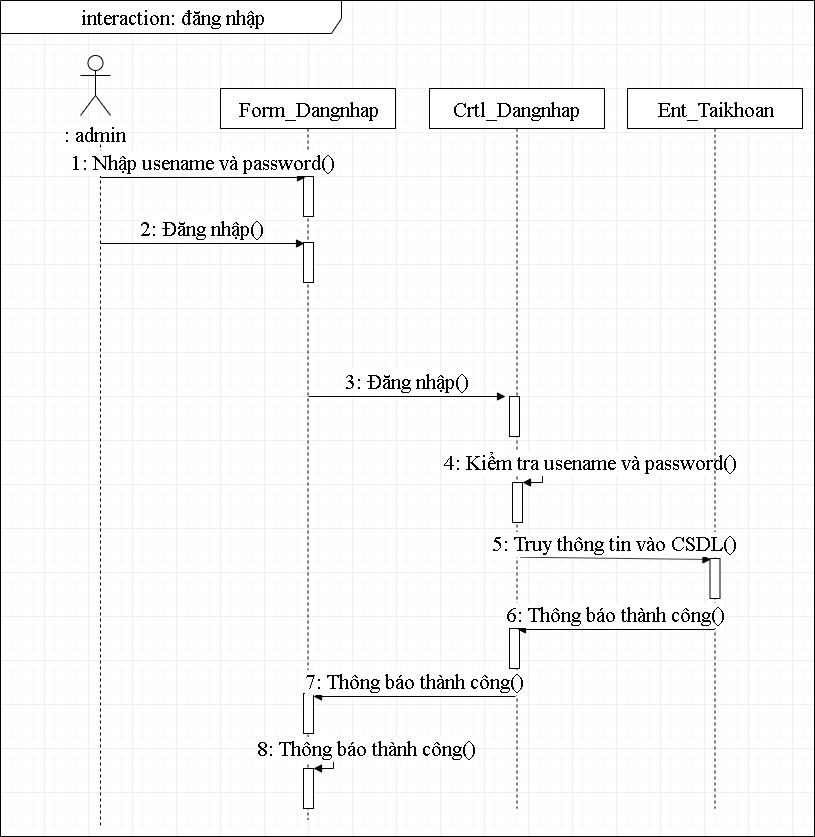 interaction: đăng nhập
Form_Dangnhap
Crtl_Dangnhap
Ent_Taikhoan
: admin
1: Nhập usename và password()
2: Đăng nhập()
3: Đăng nhập()
4: Kiểm tra usename và password()
5: Truy thông tin vào CSDL()
6: Thông báo thành công()
7: Thông báo thành công()
8: Thông báo thành công()